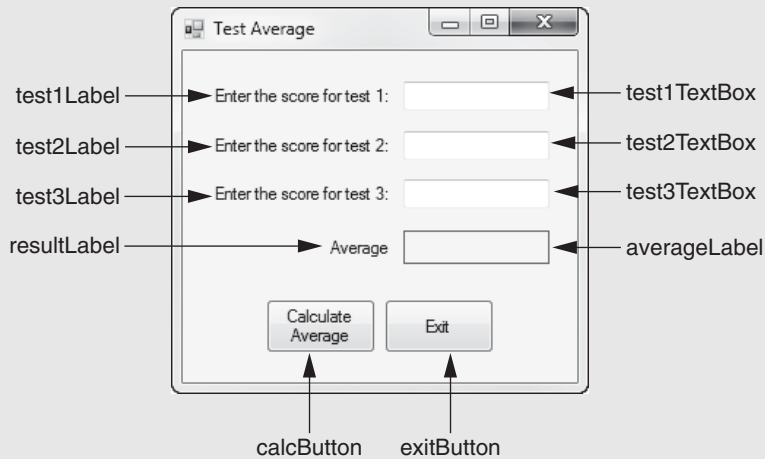 Test Average
test1Label Enter the score for test 1: test1TextBox
test2Label Enter the score for test 2: test2TextBox
test3Label Enter the score for test 3: test3TextBox
resultLabel Average averageLabel
Calculate
Average
Exit
calcButton exitButton